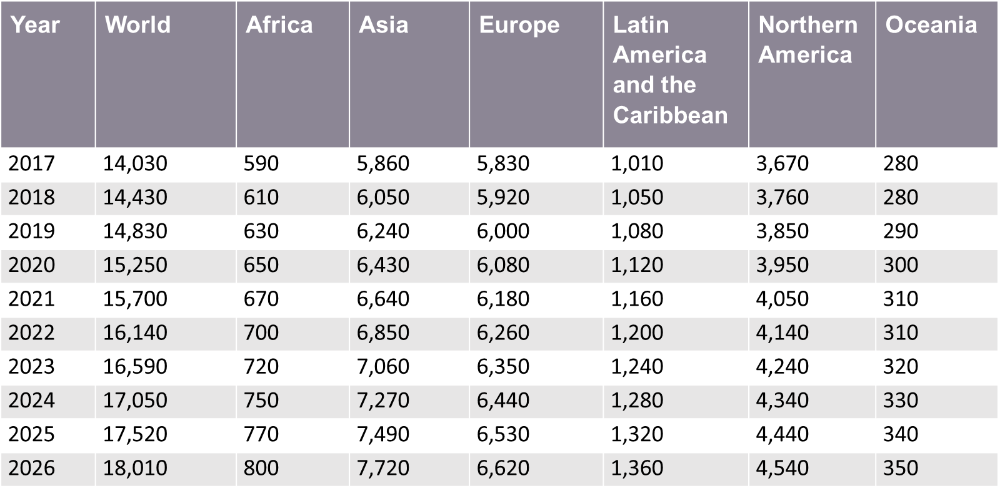 Year World Africa Asia Europe Latin America and the Caribbean Northern America Oceania
2017 14,030 590 5,860 5,830 1,010 3,670 280
2018 14,430 610 6,050 5,920 1,050 3,760 280
2019 14,830 630 6,240 6,000 1,080 3,850 290
2020 15,250 650 6,430 6,080 1,120 3,950 300
2021 15,700 670 6,640 6,180 1,160 4,050 310
2022 16,140 700 6,850 6,260 1,200 4,140 310
2023 16,590 720 7,060 6,350 1,240 4,240 320
2024 17,050 750 7,270 6,440 1,280 4,340 330
2025 17,520 770 7,490 6,530 1,320 4,440 340
2026 18,010 800 7,720 6,620 1,360 4,540 350